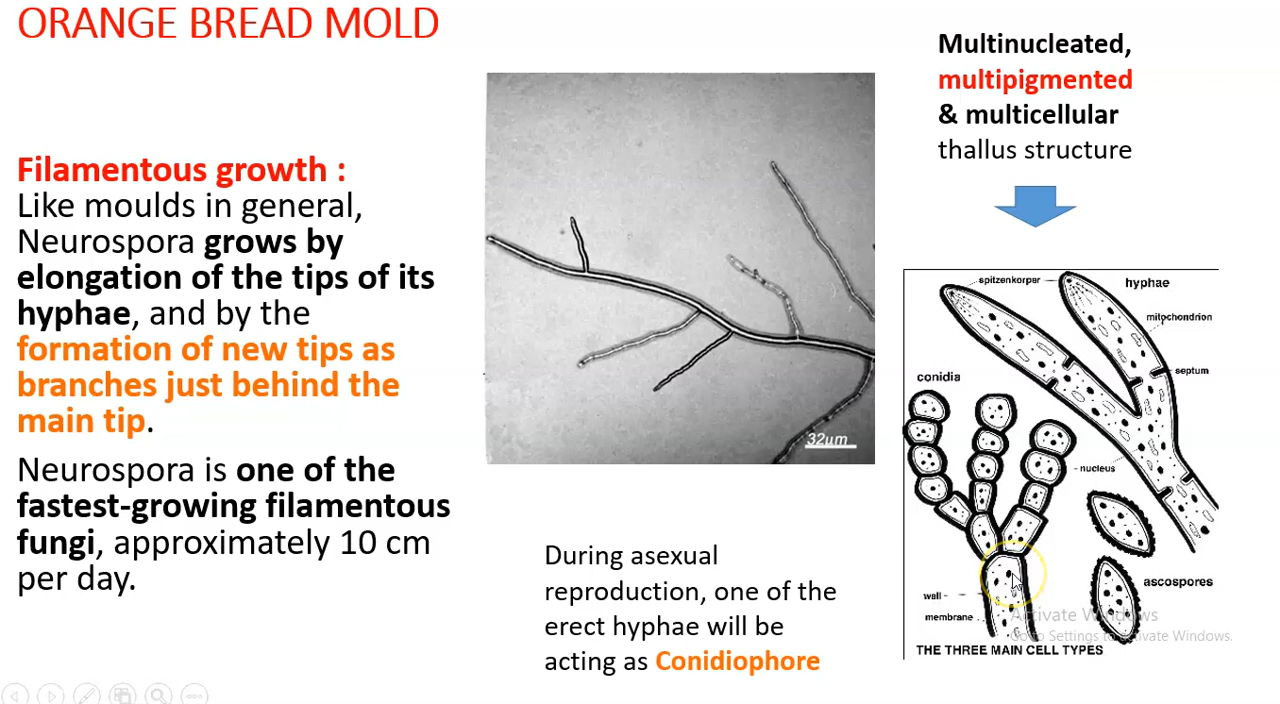 ORANGE BREAD MOLD
Filamentous growth :
Like moulds in general,
Neurospora grows by
elongation of the tips of its
hyphae, and by the
formation of new tips as
branches just behind the
main tip.
Neurospora is one of the
fastest-growing filamentous
fungi, approximately 10 cm
per day.
32µm
During asexual
reproduction, one of the
erect hyphae will be
acting as Conidiophore
Multinucleated,
multipigmented
& multicellular
thallus structure
spitzenkorper
hyphae
mitochondrion
septum
conidia
nucleus
ascospores
wall
membrane
Activate Windows
Go to Settings to activate Windows.
THE THREE MAIN CELL TYPES